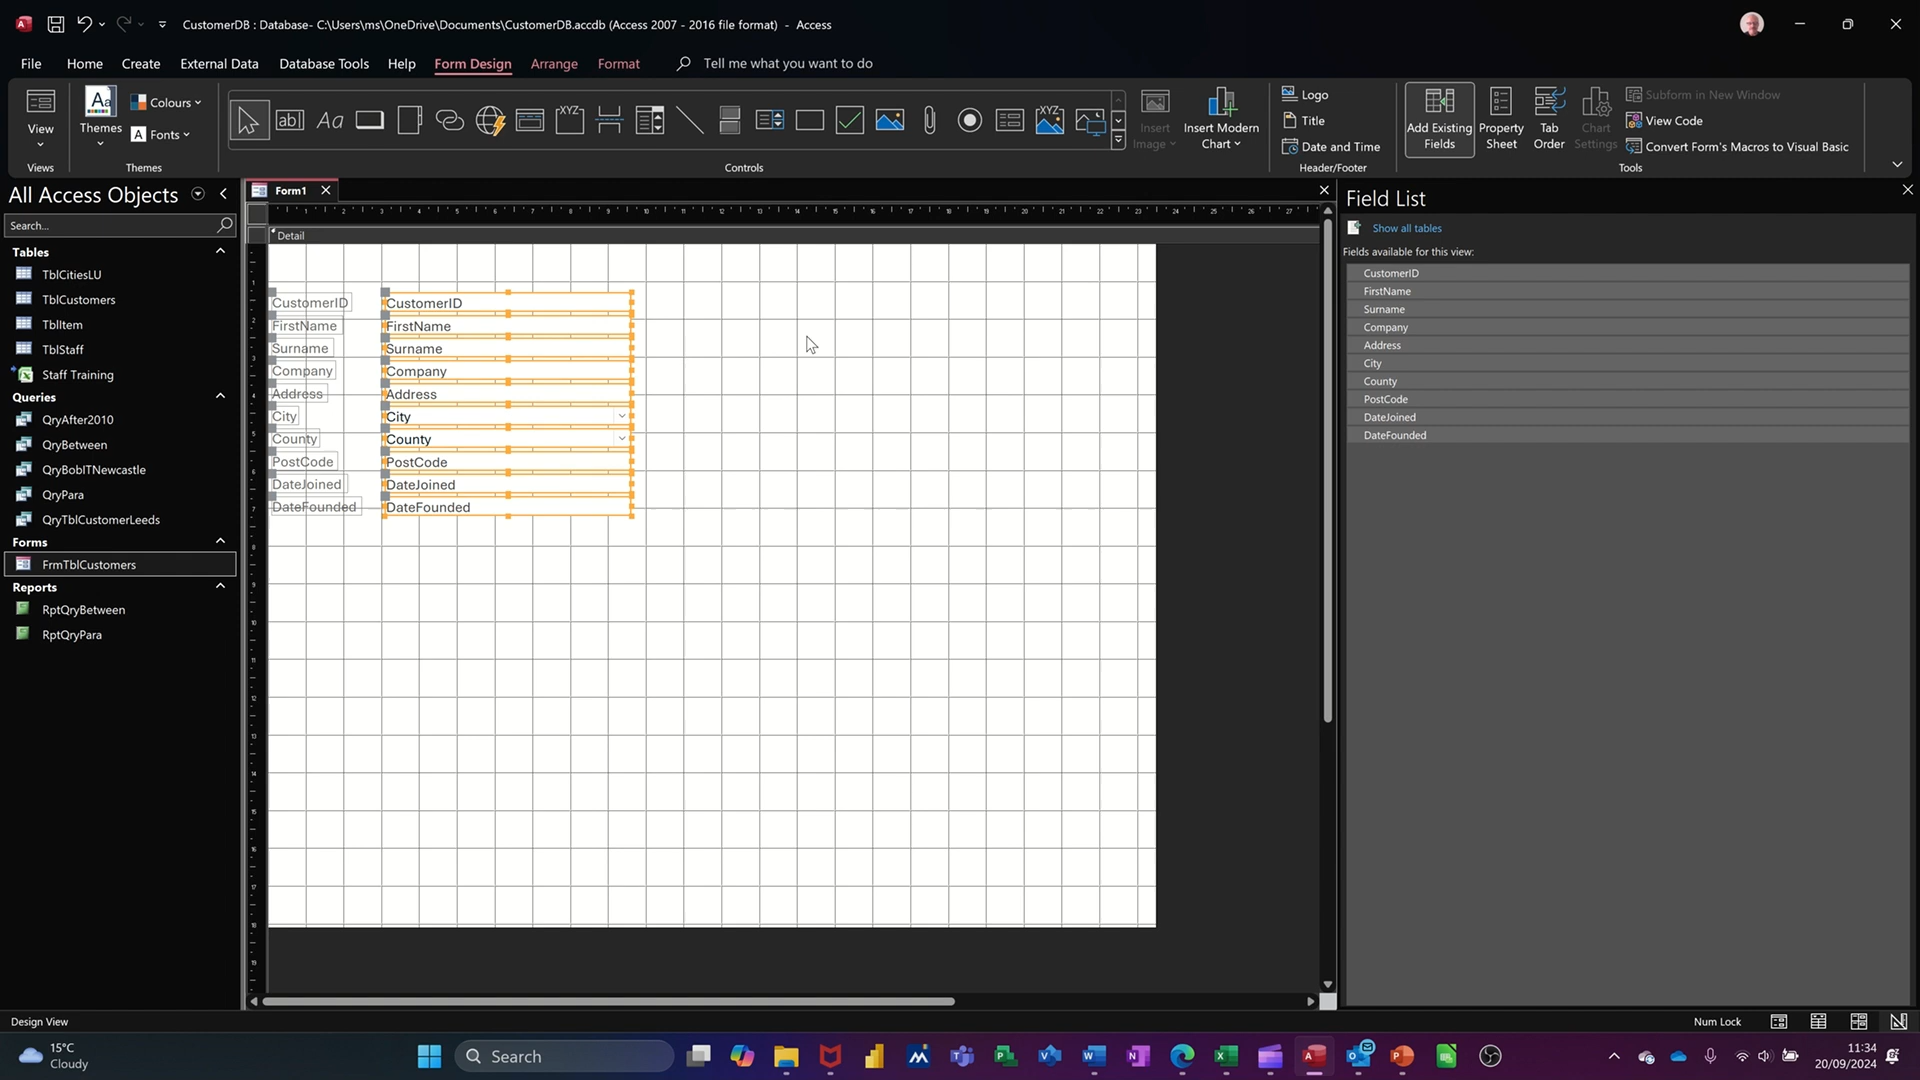 CustomerDB : Database- C:\Users\ms\OneDrive\Documents\CustomerDB.accdb (Access 2007 - 2016 file format) - Access
File Home Create External Data Database Tools Help Form Design Arrange Format Tell me what you want to do
View
Views
Themes
Colours
Fonts
Themes
ab|
Aa
XYZ
XYZ
Controls
Insert Image
Insert Modern Chart
Logo
Title
Date and Time
Header/Footer
Add Existing Fields
Property Sheet
Tab Order
Chart Settings
Subform in New Window
View Code
Convert Form's Macros to Visual Basic
Tools
All Access Objects
Search...
Tables
TblCitiesLU
TblCustomers
TblItem
TblStaff
Staff Training
Queries
QryAfter2010
QryBetween
QryBobITNewcastle
QryPara
QryTblCustomerLeeds
Forms
FrmTblCustomers
Reports
RptQryBetween
RptQryPara
Form1
Detail
CustomerID CustomerID
FirstName FirstName
Surname Surname
Company Company
Address Address
City City
County County
PostCode PostCode
DateJoined DateJoined
DateFounded DateFounded
Field List
Show all tables
Fields available for this view:
CustomerID
FirstName
Surname
Company
Address
City
County
PostCode
DateJoined
DateFounded
Design View
Num Lock
15°C
Cloudy
Search
11:34
20/09/2024